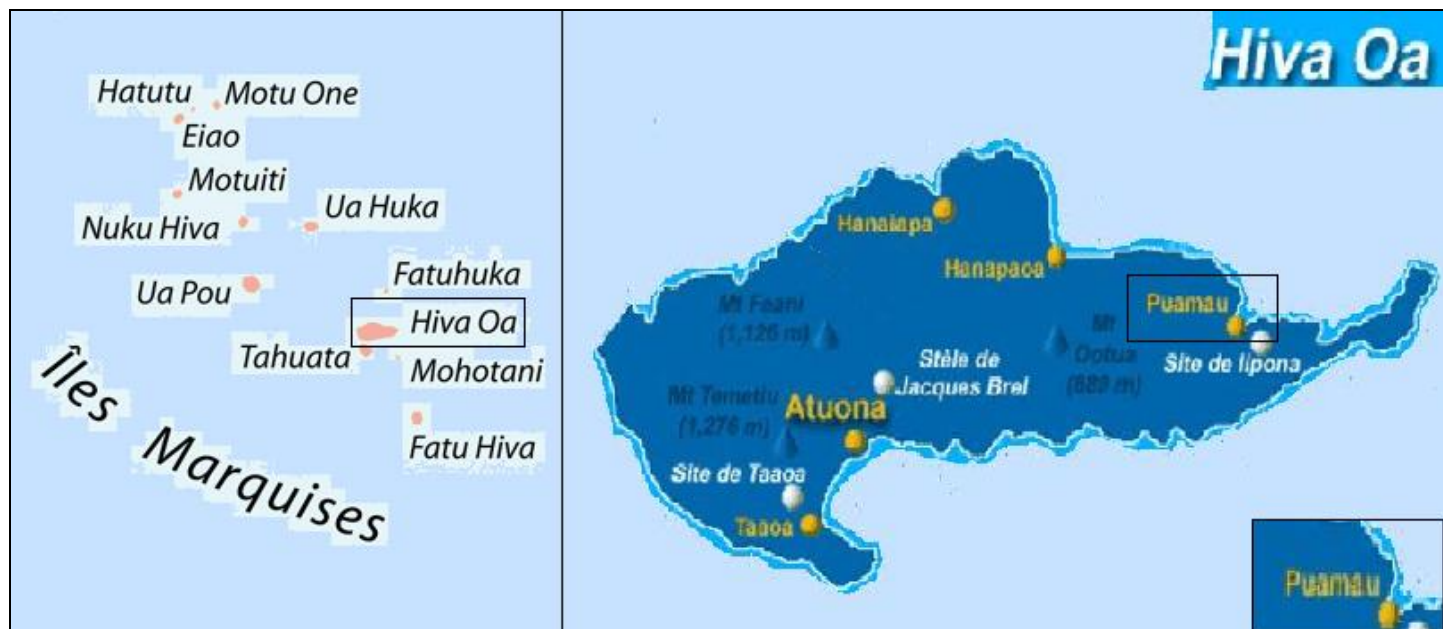 Hatutu
Motu One
Eiao
Motuiti
Ua Huka
Nuku Hiva
Fatuhuka
Ua Pou
Hiva Oa
Tahuata
Mohotani
Fatu Hiva
Îles Marquises
Hiva Oa
Hanaiapa
Hanapaoa
Puamau
Mt Feani
(1,126 m)
Mt
Ootua
(889 m)
Site de Iipona
Stèle de
Jacques Brel
Mt Temetiu
(1,276 m)
Atuona
Site de Taaoa
Taaoa
Puamau